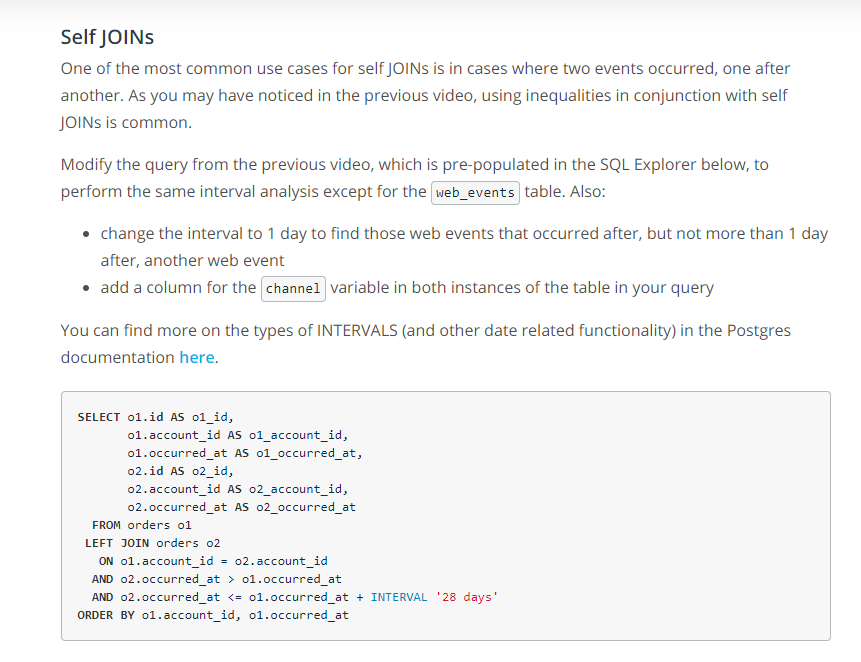 Self JOINs
One of the most common use cases for self JOINs is in cases where two events occurred, one after
another. As you may have noticed in the previous video, using inequalities in conjunction with self
JOINs is common.
Modify the query from the previous video, which is pre-populated in the SQL Explorer below, to
perform the same interval analysis except for the web_events table. Also:
• change the interval to 1 day to find those web events that occurred after, but not more than 1 day
after, another web event
• add a column for the channel variable in both instances of the table in your query
You can find more on the types of INTERVALS (and other date related functionality) in the Postgres
documentation here.
SELECT o1.id AS o1_id,
o1.account_id AS o1_account_id,
o1.occurred_at AS o1_occurred_at,
o2.id AS o2_id,
o2.account_id AS o2_account_id,
o2.occurred_at AS o2_occurred_at
FROM orders o1
LEFT JOIN orders o2
ON o1.account_id = o2.account_id
AND o2.occurred_at > o1.occurred_at
AND o2.occurred_at <= o1.occurred_at + INTERVAL '28 days'
ORDER BY o1.account_id, o1.occurred_at